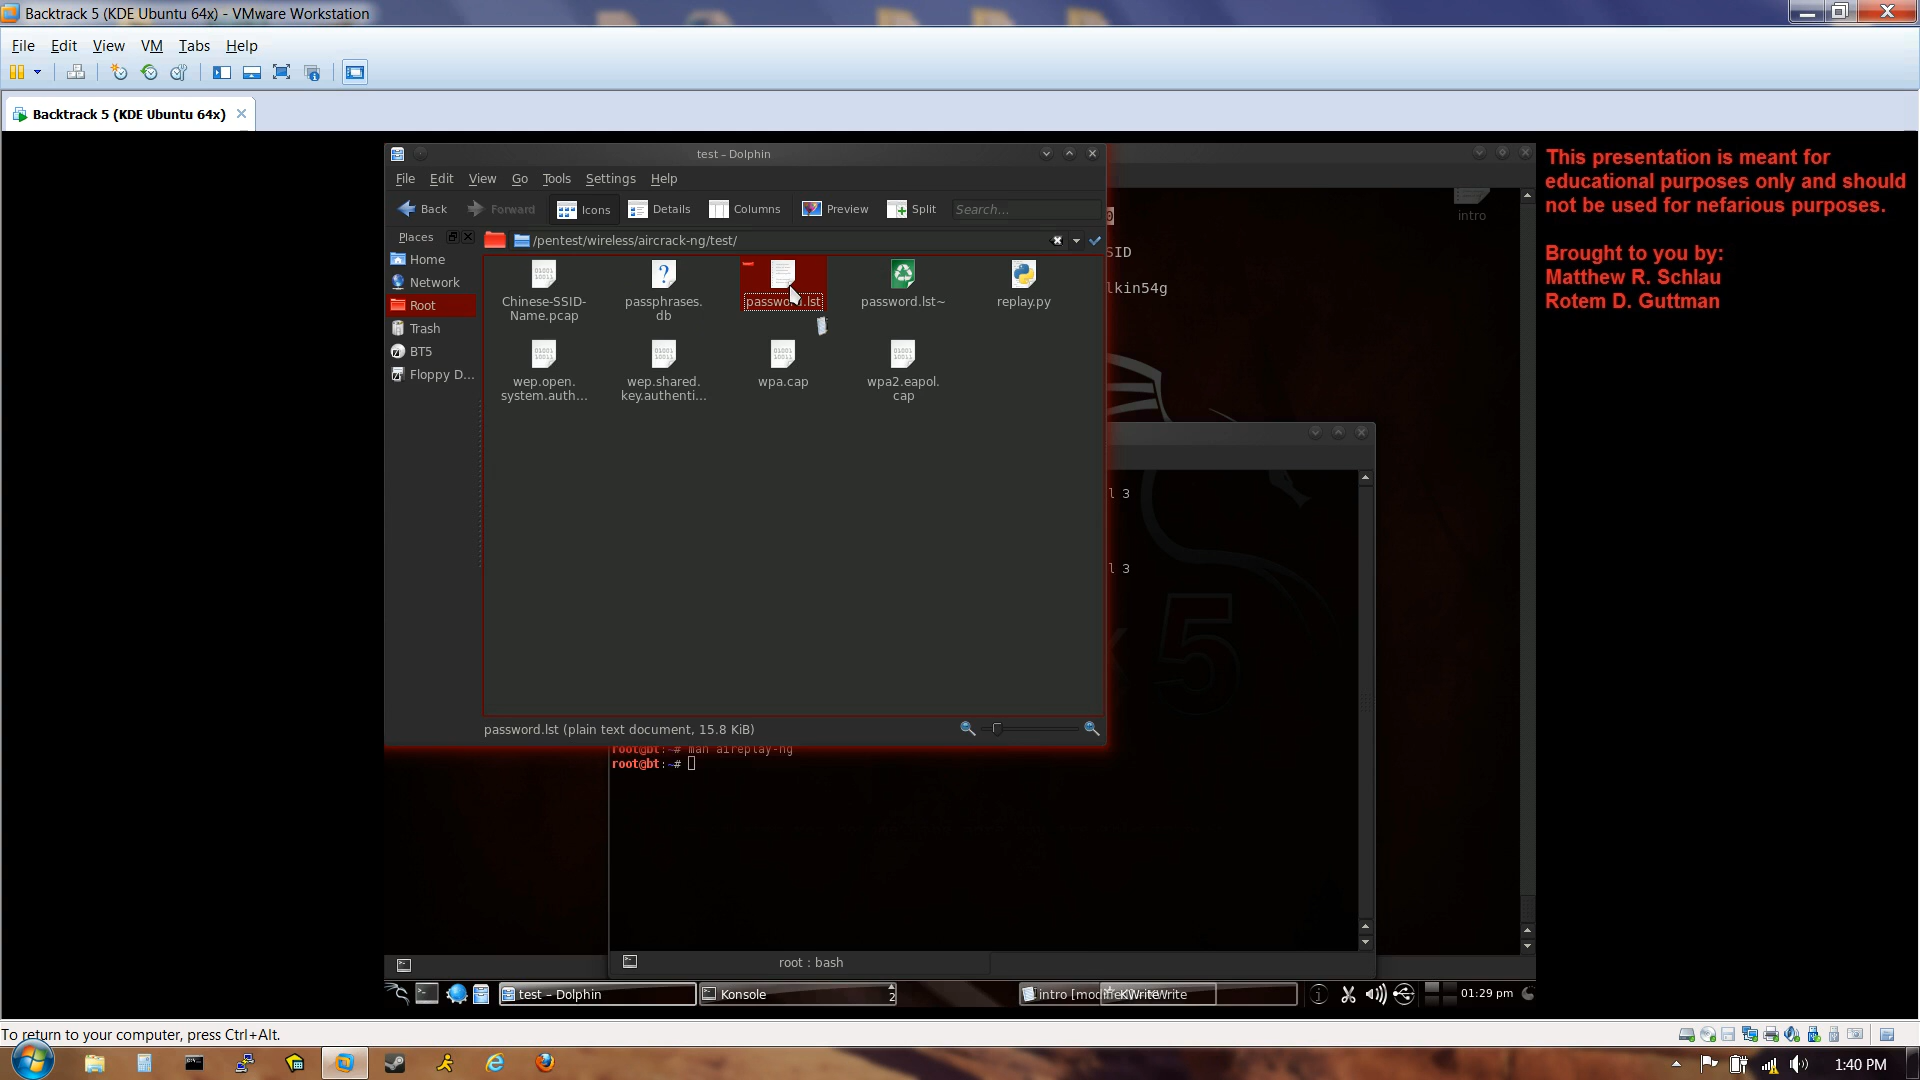 Backtrack 5 (KDE Ubuntu 64x) - VMware Workstation
File Edit View VM Tabs Help
Backtrack 5 (KDE Ubuntu 64x)
test – Dolphin
File Edit View Go Tools Settings Help
Back Forward Icons Details Columns Preview Split Search...
Places
/pentest/wireless/aircrack-ng/test/
Home
Network
Root
Trash
BT5
Floppy D...
Chinese-SSID-
Name.pcap
passphrases.
db
password.lst
password.lst~
replay.py
wep.open.
system.auth...
wep.shared.
key.authenti...
wpa.cap
wpa2.eapol.
cap
password.lst (plain text document, 15.8 KiB)
intro
SID
lkin54g
l 3
l 3
5
root@bt:~# man aireplay-ng
root@bt:~#
root : bash
test – Dolphin
Konsole
2
01:29 pm
This presentation is meant for
educational purposes only and should
not be used for nefarious purposes.
Brought to you by:
Matthew R. Schlau
Rotem D. Guttman
To return to your computer, press Ctrl+Alt.
1:40 PM